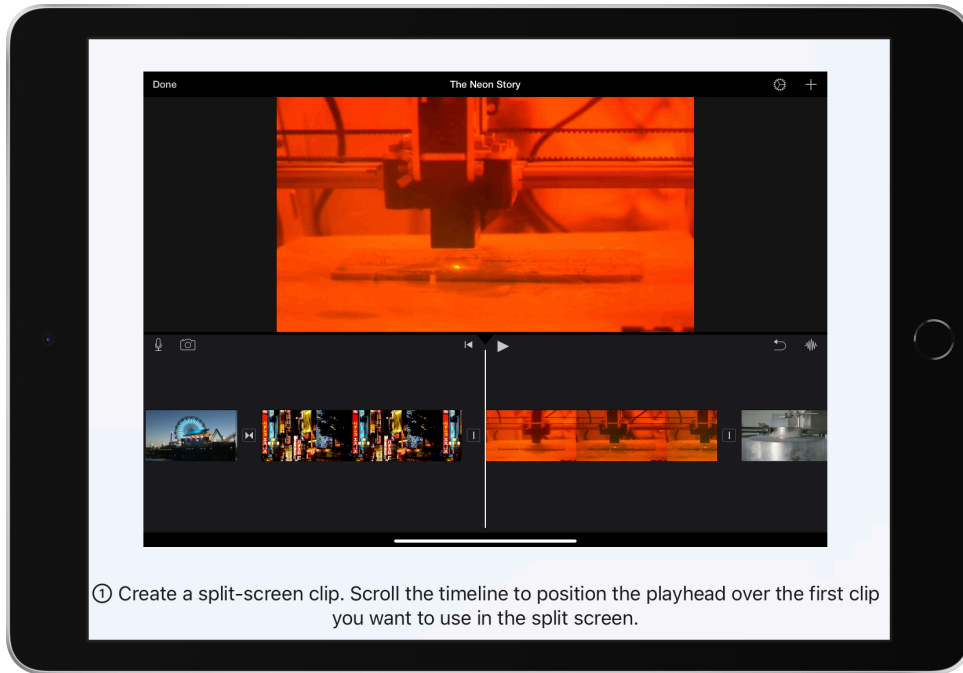 Done
The Neon Story
① Create a split-screen clip. Scroll the timeline to position the playhead over the first clip
you want to use in the split screen.